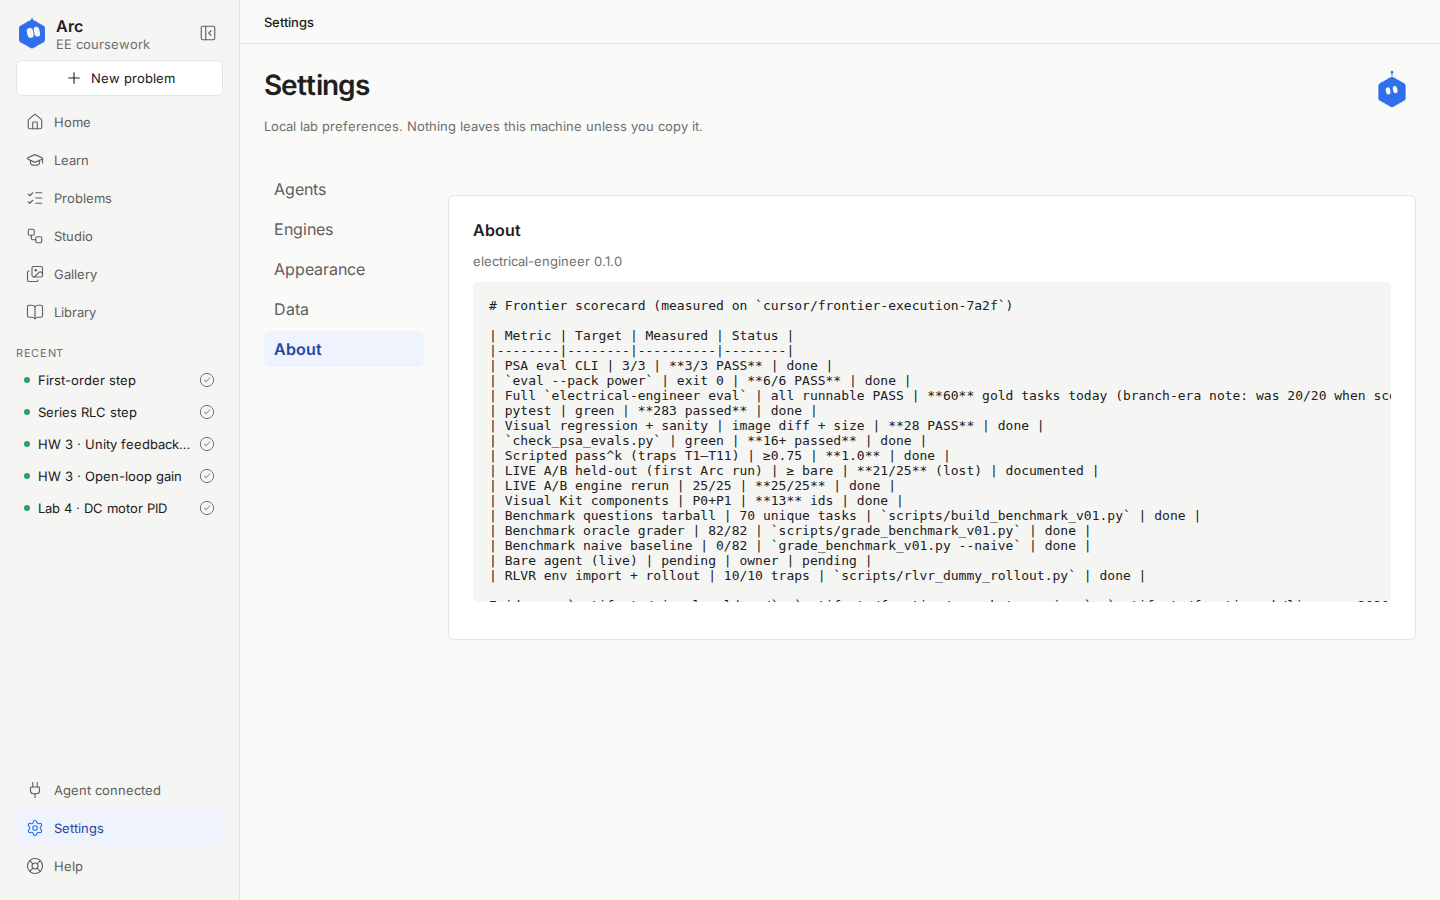 Arc
EE coursework
New problem
Home
Learn
Problems
Studio
Gallery
Library
RECENT
First-order step
Series RLC step
HW 3 · Unity feedback...
HW 3 · Open-loop gain
Lab 4 · DC motor PID
Agent connected
Settings
Help
Settings
Settings
Local lab preferences. Nothing leaves this machine unless you copy it.
Agents
Engines
Appearance
Data
About
About
electrical-engineer 0.1.0
# Frontier scorecard (measured on `cursor/frontier-execution-7a2f`)
| Metric | Target | Measured | Status |
|--------|--------|----------|--------|
| PSA eval CLI | 3/3 | **3/3 PASS** | done |
| `eval --pack power` | exit 0 | **6/6 PASS** | done |
| Full `electrical-engineer eval` | all runnable PASS | **60** gold tasks today (branch-era note: was 20/20 when sco
| pytest | green | **283 passed** | done |
| Visual regression + sanity | image diff + size | **28 PASS** | done |
| `check_psa_evals.py` | green | **16+ passed** | done |
| Scripted pass^k (traps T1–T11) | ≥0.75 | **1.0** | done |
| LIVE A/B held-out (first Arc run) | ≥ bare | **21/25** (lost) | documented |
| LIVE A/B engine rerun | 25/25 | **25/25** | done |
| Visual Kit components | P0+P1 | **13** ids | done |
| Benchmark questions tarball | 70 unique tasks | `scripts/build_benchmark_v01.py` | done |
| Benchmark oracle grader | 82/82 | `scripts/grade_benchmark_v01.py` | done |
| Benchmark naive baseline | 0/82 | `grade_benchmark_v01.py --naive` | done |
| Bare agent (live) | pending | owner | pending |
| RLVR env import + rollout | 10/10 traps | `scripts/rlvr_dummy_rollout.py` | done |